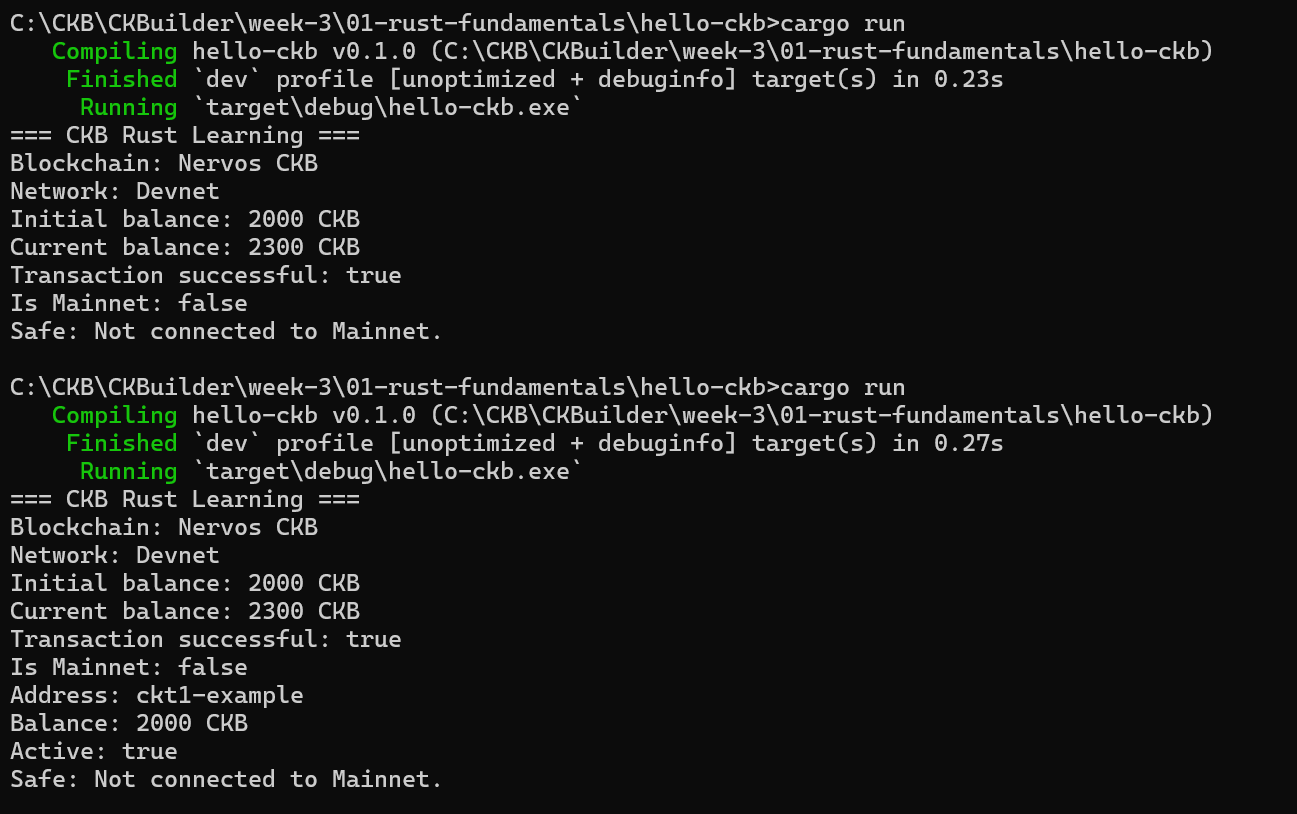 C:\CKB\CKBuilder\week-3\01-rust-fundamentals\hello-ckb>cargo run
   Compiling hello-ckb v0.1.0 (C:\CKB\CKBuilder\week-3\01-rust-fundamentals\hello-ckb)
    Finished `dev` profile [unoptimized + debuginfo] target(s) in 0.23s
     Running `target\debug\hello-ckb.exe`
=== CKB Rust Learning ===
Blockchain: Nervos CKB
Network: Devnet
Initial balance: 2000 CKB
Current balance: 2300 CKB
Transaction successful: true
Is Mainnet: false
Safe: Not connected to Mainnet.

C:\CKB\CKBuilder\week-3\01-rust-fundamentals\hello-ckb>cargo run
   Compiling hello-ckb v0.1.0 (C:\CKB\CKBuilder\week-3\01-rust-fundamentals\hello-ckb)
    Finished `dev` profile [unoptimized + debuginfo] target(s) in 0.27s
     Running `target\debug\hello-ckb.exe`
=== CKB Rust Learning ===
Blockchain: Nervos CKB
Network: Devnet
Initial balance: 2000 CKB
Current balance: 2300 CKB
Transaction successful: true
Is Mainnet: false
Address: ckt1-example
Balance: 2000 CKB
Active: true
Safe: Not connected to Mainnet.